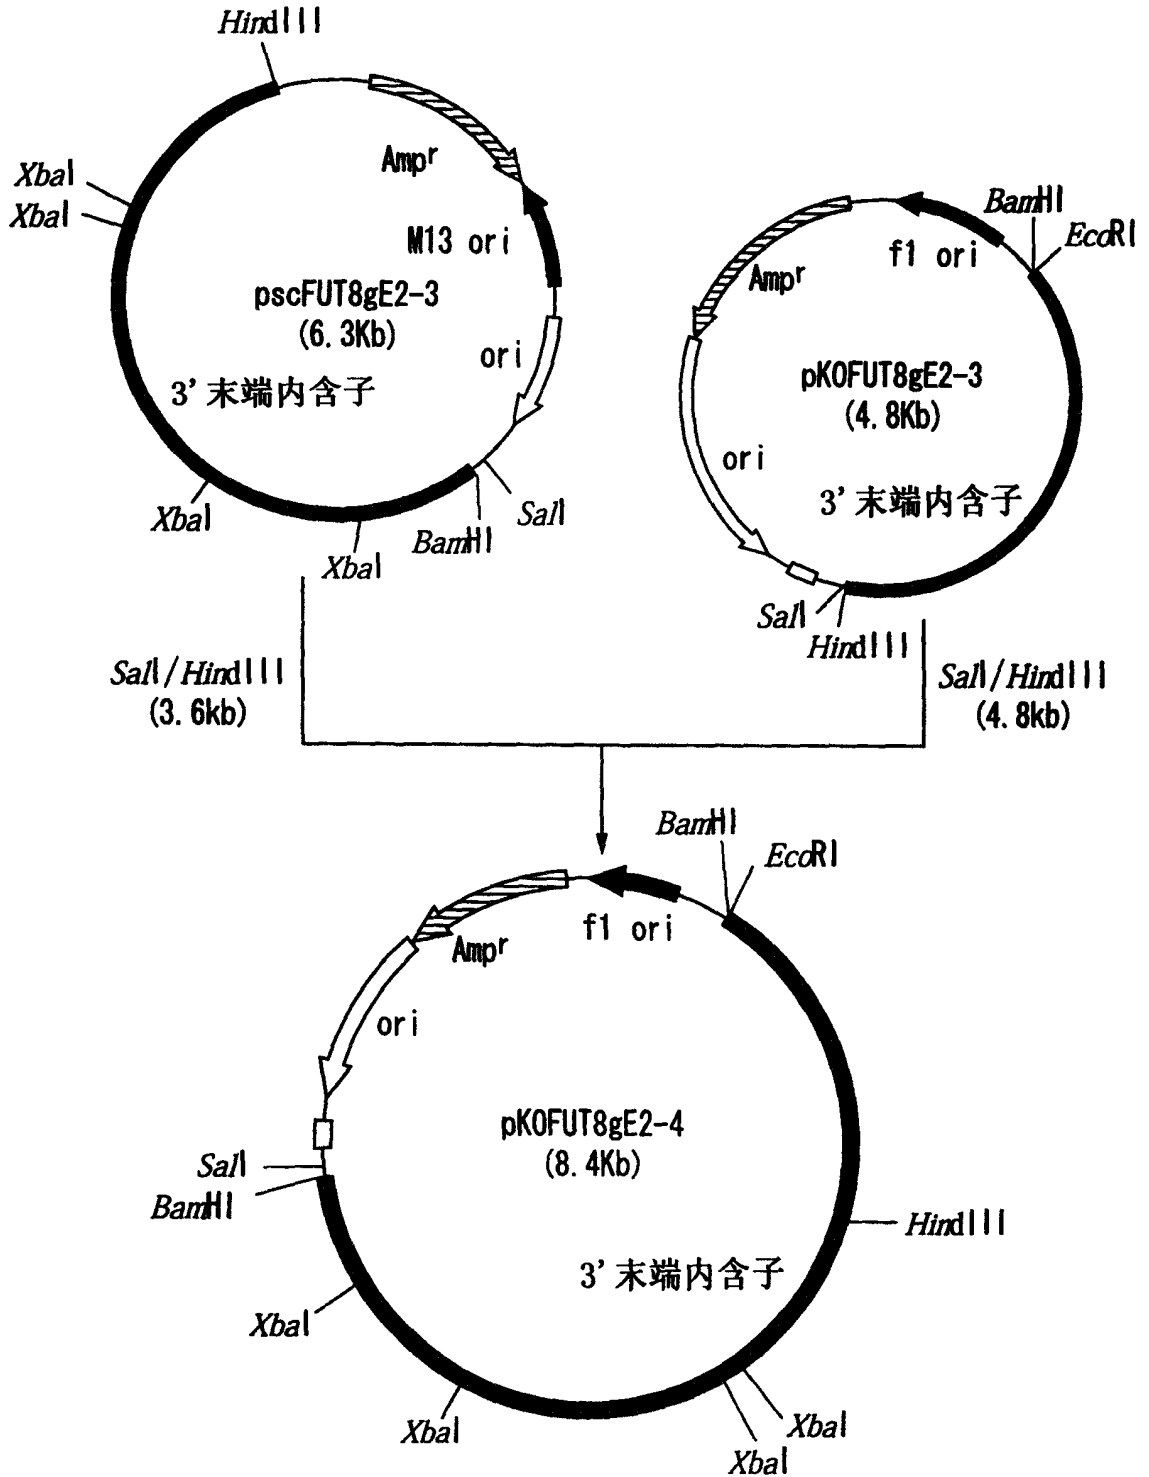 HindIII
XbaI
XbaI
Ampr
M13 ori
pscFUT8gE2-3
(6.3Kb)
ori
3'末端内含子
XbaI
XbaI
BamHI
SalI
BamHI
EcoRI
f1 ori
Ampr
pKOFUT8gE2-3
(4.8Kb)
ori
3'末端内含子
SalI
HindIII
SalI/HindIII
(3.6kb)
SalI/HindIII
(4.8kb)
BamHI
EcoRI
f1 ori
Ampr
ori
pKOFUT8gE2-4
(8.4Kb)
SalI
BamHI
HindIII
3'末端内含子
XbaI
XbaI
XbaI
XbaI